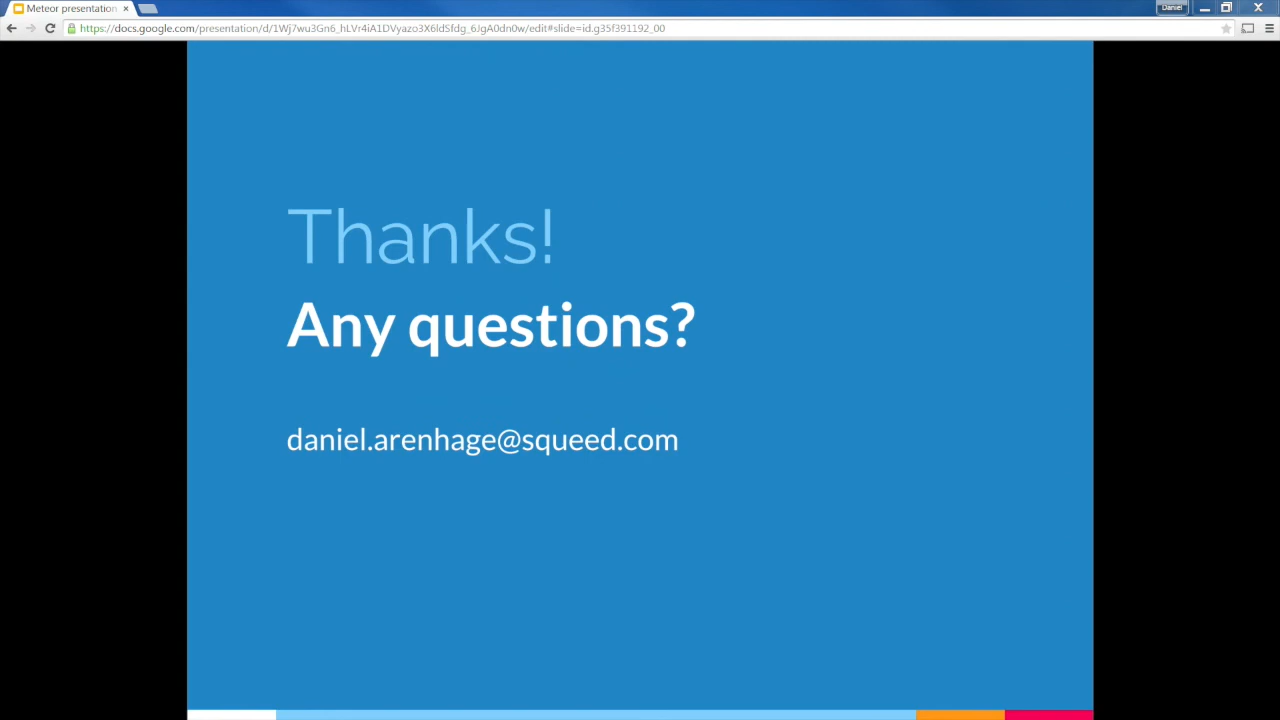 Meteor presentation
Daniel
https://docs.google.com/presentation/d/1Wj7wu3Gn6_hLVr4iA1DVyazo3X6ldSfdg_6JgA0dn0w/edit#slide=id.g35f391192_00
Thanks!
Any questions?
daniel.arenhage@squeed.com